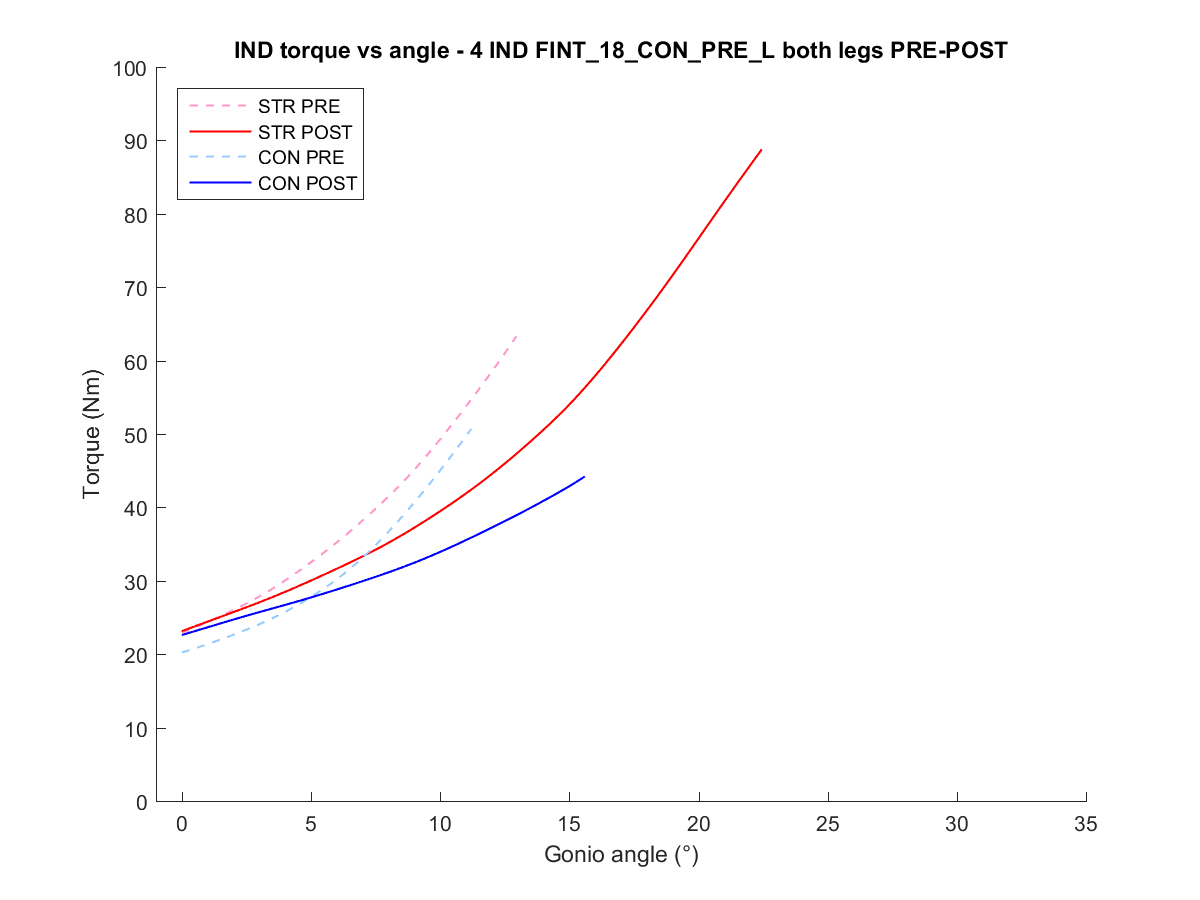 IND torque vs angle - 4 IND FINT_18_CON_PRE_L both legs PRE-POST
STR PRE
STR POST
CON PRE
CON POST
Torque (Nm)
100
90
80
70
60
50
40
30
20
10
0
0 5 10 15 20 25 30 35
Gonio angle (°)